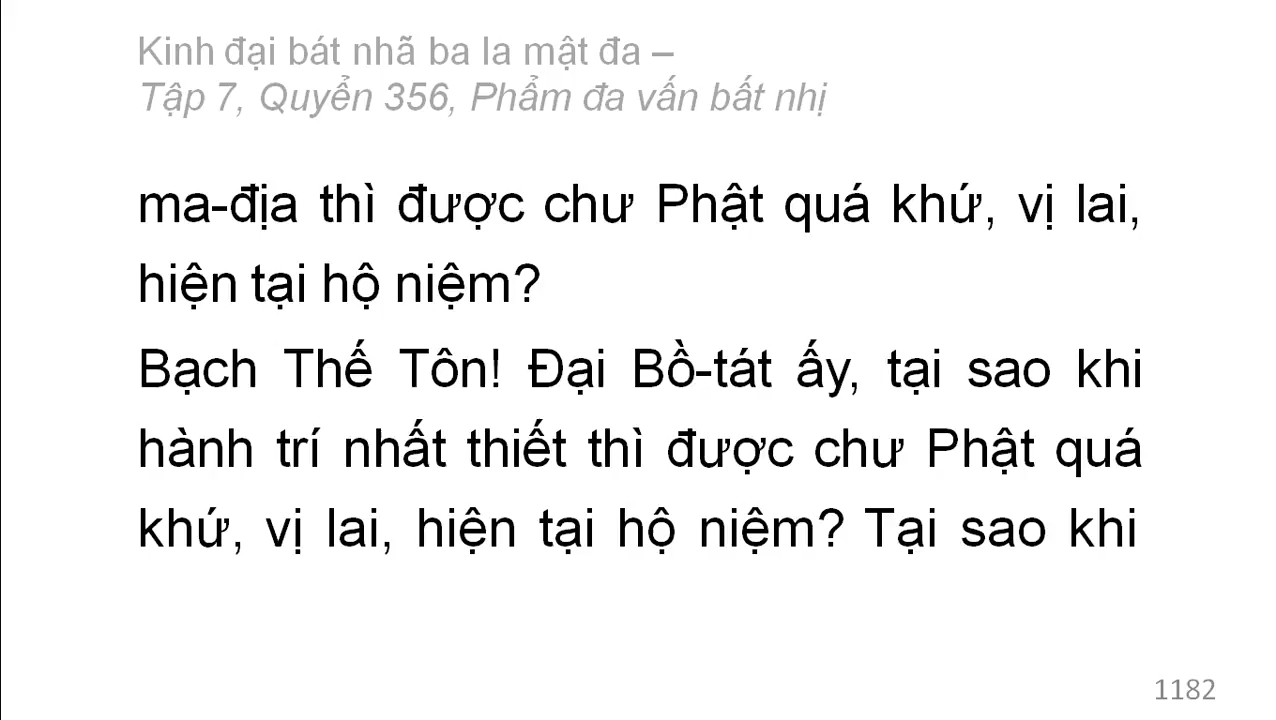 Kinh đại bát nhã ba la mật đa –
Tập 7, Quyển 356, Phẩm đa vấn bất nhị
ma-địa thì được chư Phật quá khứ, vị lai,
hiện tại hộ niệm?
Bạch Thế Tôn! Đại Bồ-tát ấy, tại sao khi
hành trí nhất thiết thì được chư Phật quá
khứ, vị lai, hiện tại hộ niệm? Tại sao khi
1182